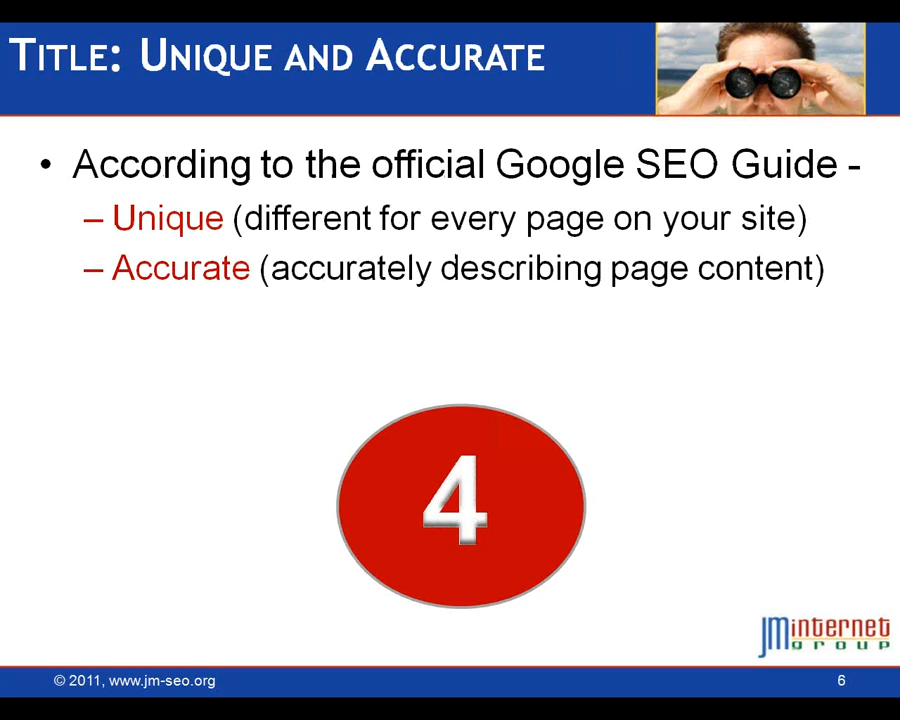 Title: Unique and Accurate
• According to the official Google SEO Guide -
– Unique (different for every page on your site)
– Accurate (accurately describing page content)
4
JMinternet
GROUP
© 2011, www.jm-seo.org
6